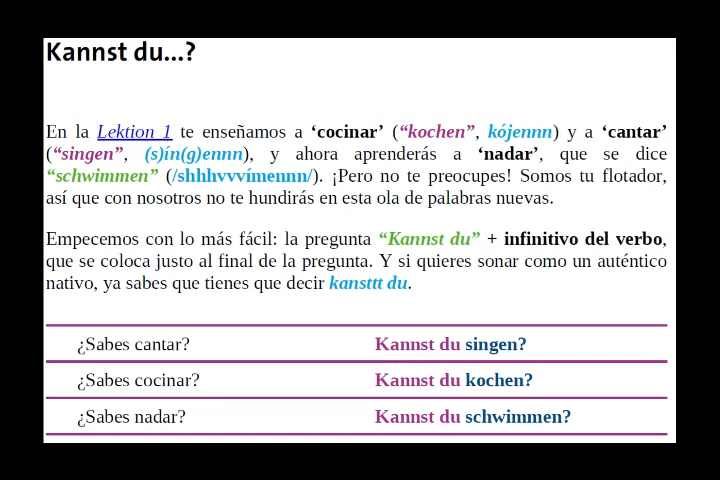 Kannst du...?
En la Lektion 1 te enseñamos a ‘cocinar’ (“kochen”, kójennn) y a ‘cantar’
(“singen”, (s)ín(g)ennn), y ahora aprenderás a ‘nadar’, que se dice
“schwimmen” (/shhhvvvímennn/). ¡Pero no te preocupes! Somos tu flotador,
así que con nosotros no te hundirás en esta ola de palabras nuevas.
Empecemos con lo más fácil: la pregunta “Kannst du” + infinitivo del verbo,
que se coloca justo al final de la pregunta. Y si quieres sonar como un auténtico
nativo, ya sabes que tienes que decir kansttt du.
¿Sabes cantar? Kannst du singen?
¿Sabes cocinar? Kannst du kochen?
¿Sabes nadar? Kannst du schwimmen?